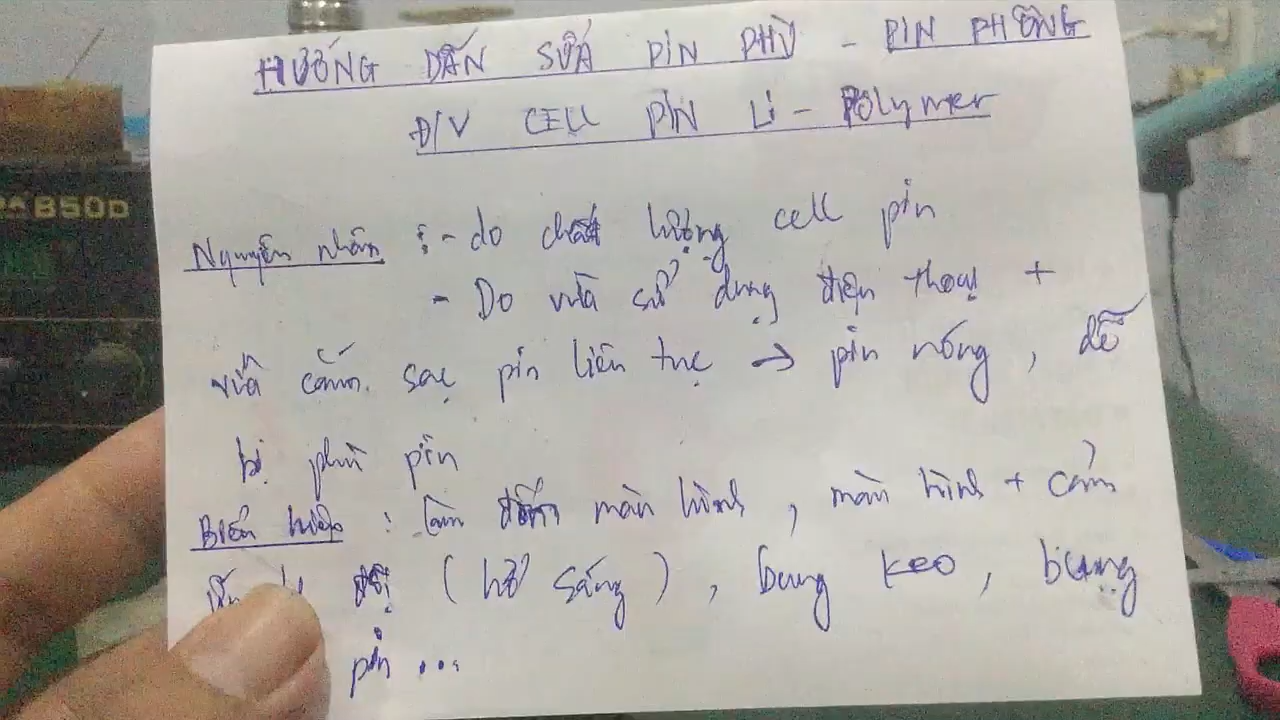 HƯỚNG DẪN SỬA PIN PHÙ - PIN PHỒNG
Đ/V CELL PIN Li - Polymer
Nguyên nhân : - do chất lượng cell pin
- Do vừa sử dụng điện thoại +
vừa cắm sạc pin liên tục → pin nóng, dễ
bị phù pin
Biểu hiện : làm màn hình, màn hình + cảm
(hở sáng), bung keo, bung
pin ...
850D